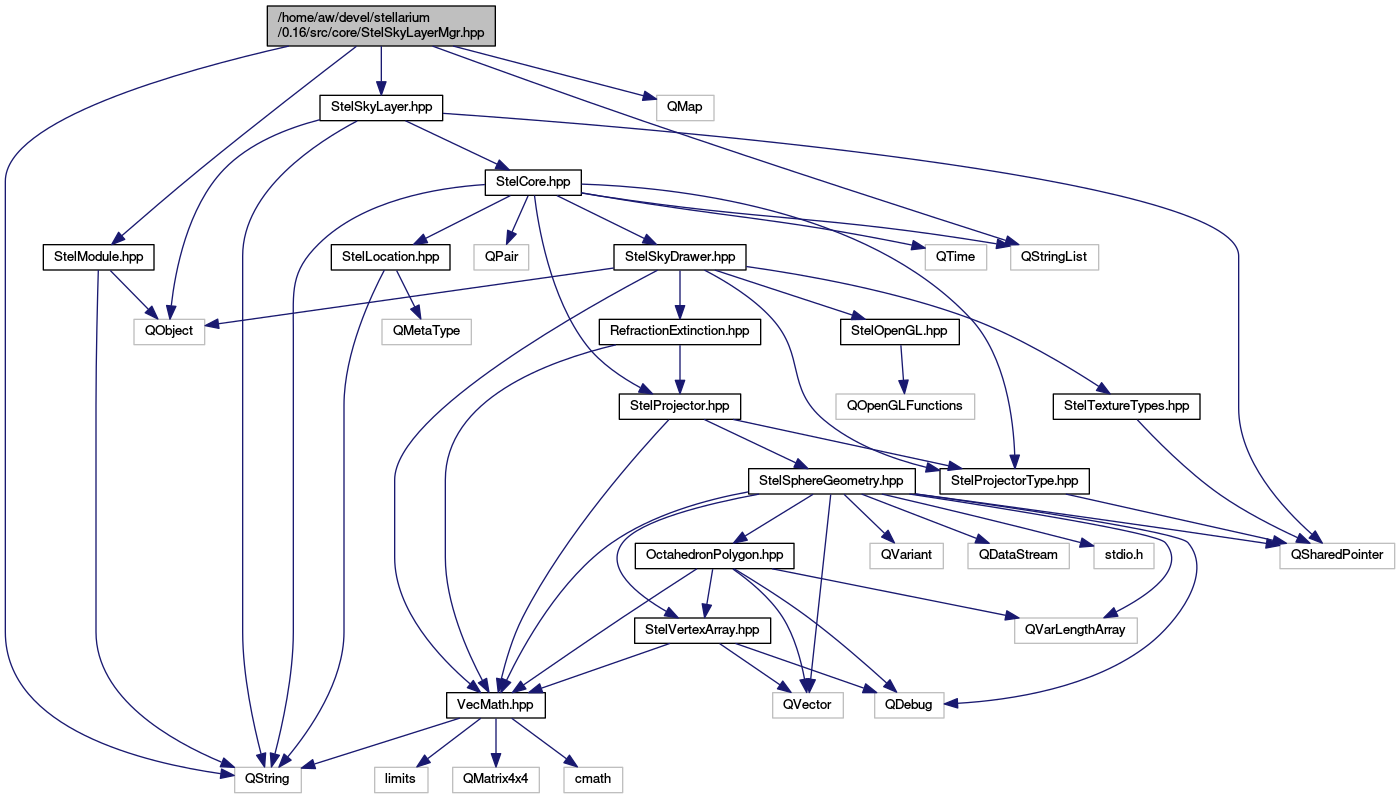 /home/aw/devel/stellarium
/0.16/src/core/StelSkyLayerMgr.hpp
StelSkyLayer.hpp
QMap
StelCore.hpp
StelModule.hpp
StelLocation.hpp
QPair
StelSkyDrawer.hpp
QTime
QStringList
QObject
QMetaType
RefractionExtinction.hpp
StelOpenGL.hpp
StelProjector.hpp
QOpenGLFunctions
StelTextureTypes.hpp
StelSphereGeometry.hpp
StelProjectorType.hpp
OctahedronPolygon.hpp
QVariant
QDataStream
stdio.h
QSharedPointer
StelVertexArray.hpp
QVarLengthArray
VecMath.hpp
QVector
QDebug
QString
limits
QMatrix4x4
cmath